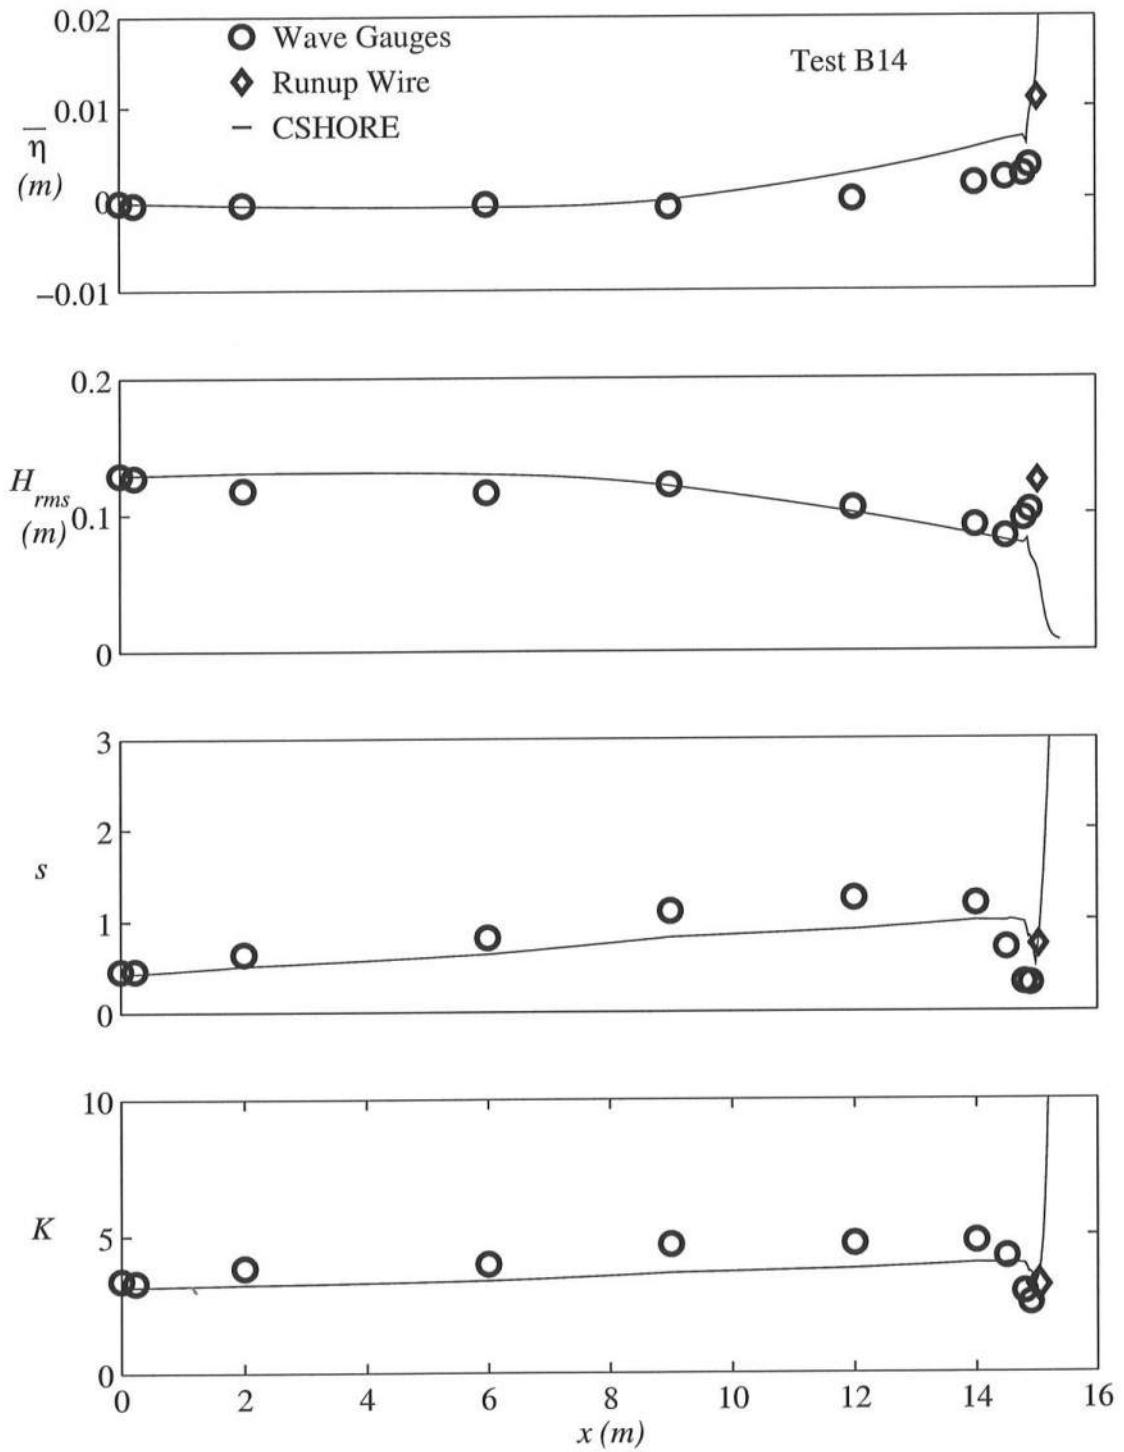 0.02
Wave Gauges
Test B14
Runup Wire
0.01
CSHORE
η
(m)
0
−0.01
0.2
H rms
(m)
0.1
0
3
2
s
1
0
10
K
5
0
0 2 4 6 8 10 12 14 16
x (m)